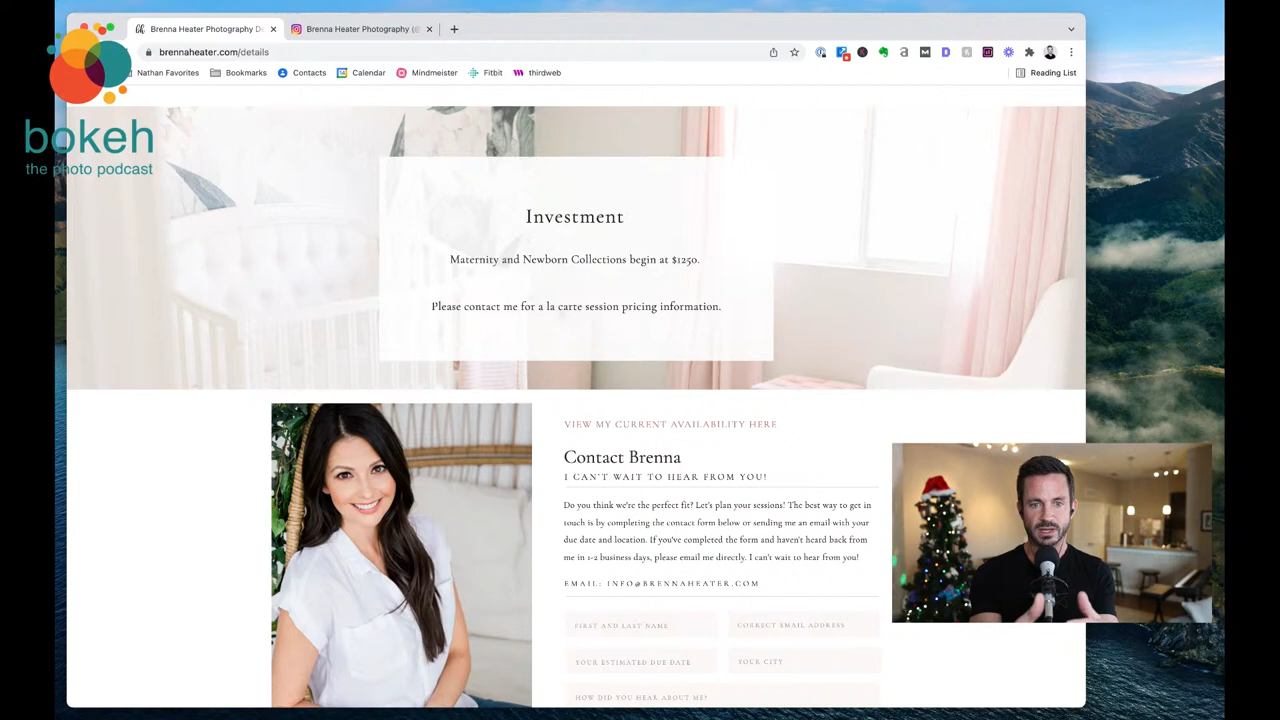 Brenna Heater Photography D
Brenna Heater Photography (@
brennaheater.com/details
Nathan Favorites
Bookmarks
Contacts
Calendar
Mindmeister
Fitbit
thirdweb
Reading List
bokeh
the photo podcast
Investment
Maternity and Newborn Collections begin at $1250.
Please contact me for a la carte session pricing information.
VIEW MY CURRENT AVAILABILITY HERE
Contact Brenna
I CAN'T WAIT TO HEAR FROM YOU!
Do you think we're the perfect fit? Let's plan your sessions! The best way to get in
touch is by completing the contact form below or sending me an email with your
due date and location. If you've completed the form and haven't heard back from
me in 1-2 business days, please email me directly. I can't wait to hear from you!
EMAIL: INFO@BRENNAHEATER.COM
FIRST AND LAST NAME
CORRECT EMAIL ADDRESS
YOUR ESTIMATED DUE DATE
YOUR CITY
HOW DID YOU HEAR ABOUT ME?